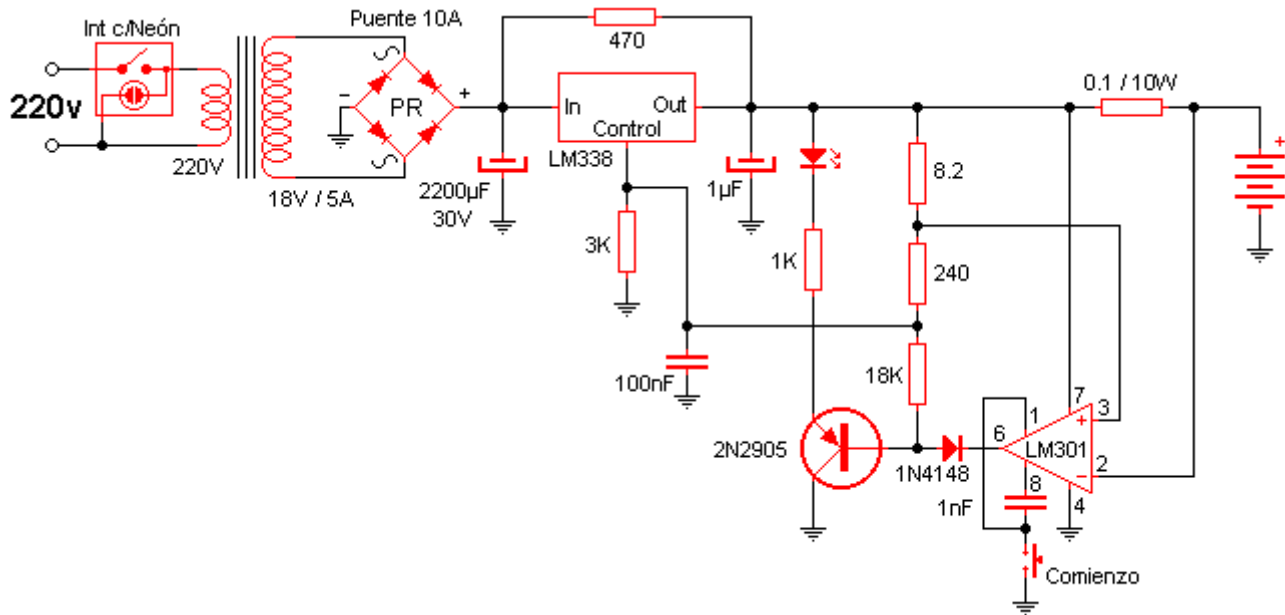 Int c/Neón
220v
220V
18V / 5A
Puente 10A
PR
-
+
2200µF
30V
470
In
Out
Control
LM338
3K
1µF
100nF
1K
8.2
240
18K
0.1 / 10W
+
2N2905
1N4148
LM301
+
-
1
2
3
4
6
7
8
1nF
Comienzo